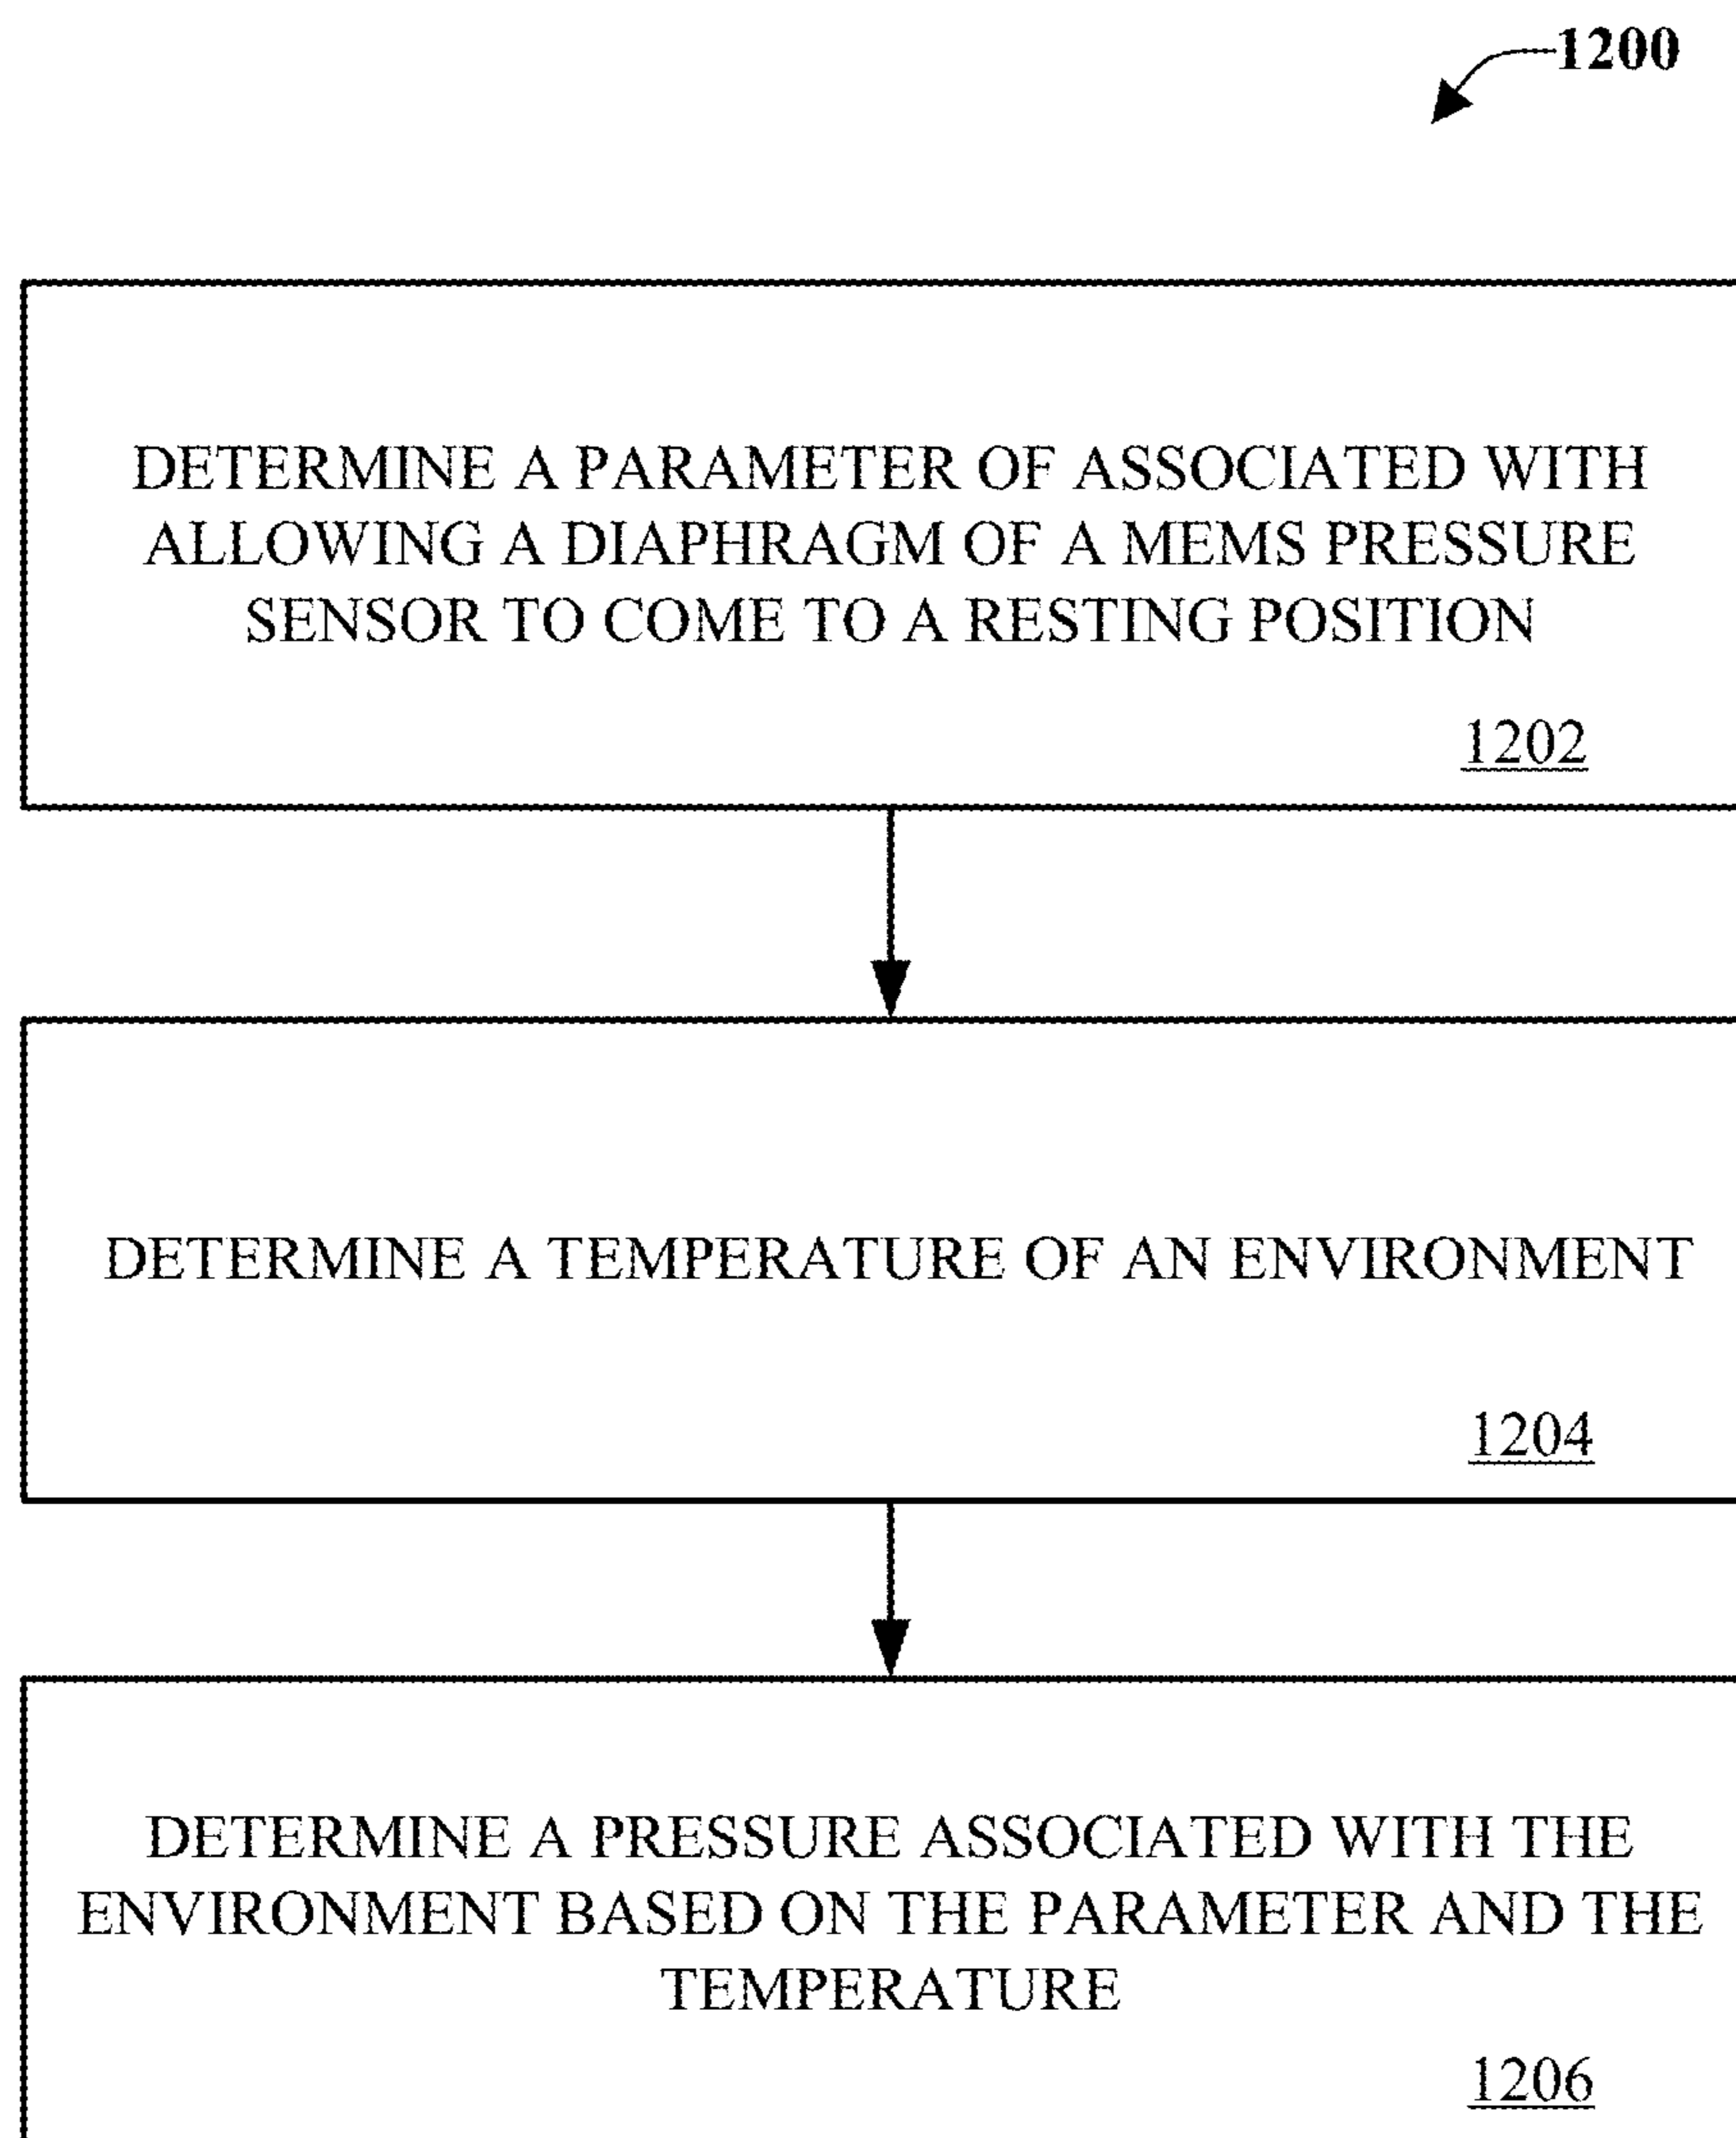 1200
DETERMINE A PARAMETER OF ASSOCIATED WITH
ALLOWING A DIAPHRAGM OF A MEMS PRESSURE
SENSOR TO COME TO A RESTING POSITION
1202
DETERMINE A TEMPERATURE OF AN ENVIRONMENT
1204
DETERMINE A PRESSURE ASSOCIATED WITH THE
ENVIRONMENT BASED ON THE PARAMETER AND THE
TEMPERATURE
1206